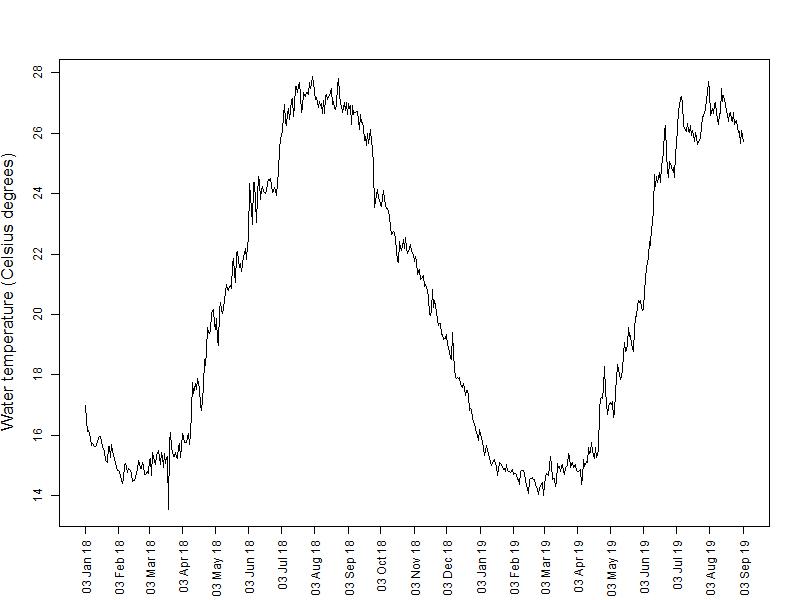 Water temperature (Celsius degrees)
28
26
24
22
20
18
16
14
03 Jan 18
03 Feb 18
03 Mar 18
03 Apr 18
03 May 18
03 Jun 18
03 Jul 18
03 Aug 18
03 Sep 18
03 Oct 18
03 Nov 18
03 Dec 18
03 Jan 19
03 Feb 19
03 Mar 19
03 Apr 19
03 May 19
03 Jun 19
03 Jul 19
03 Aug 19
03 Sep 19